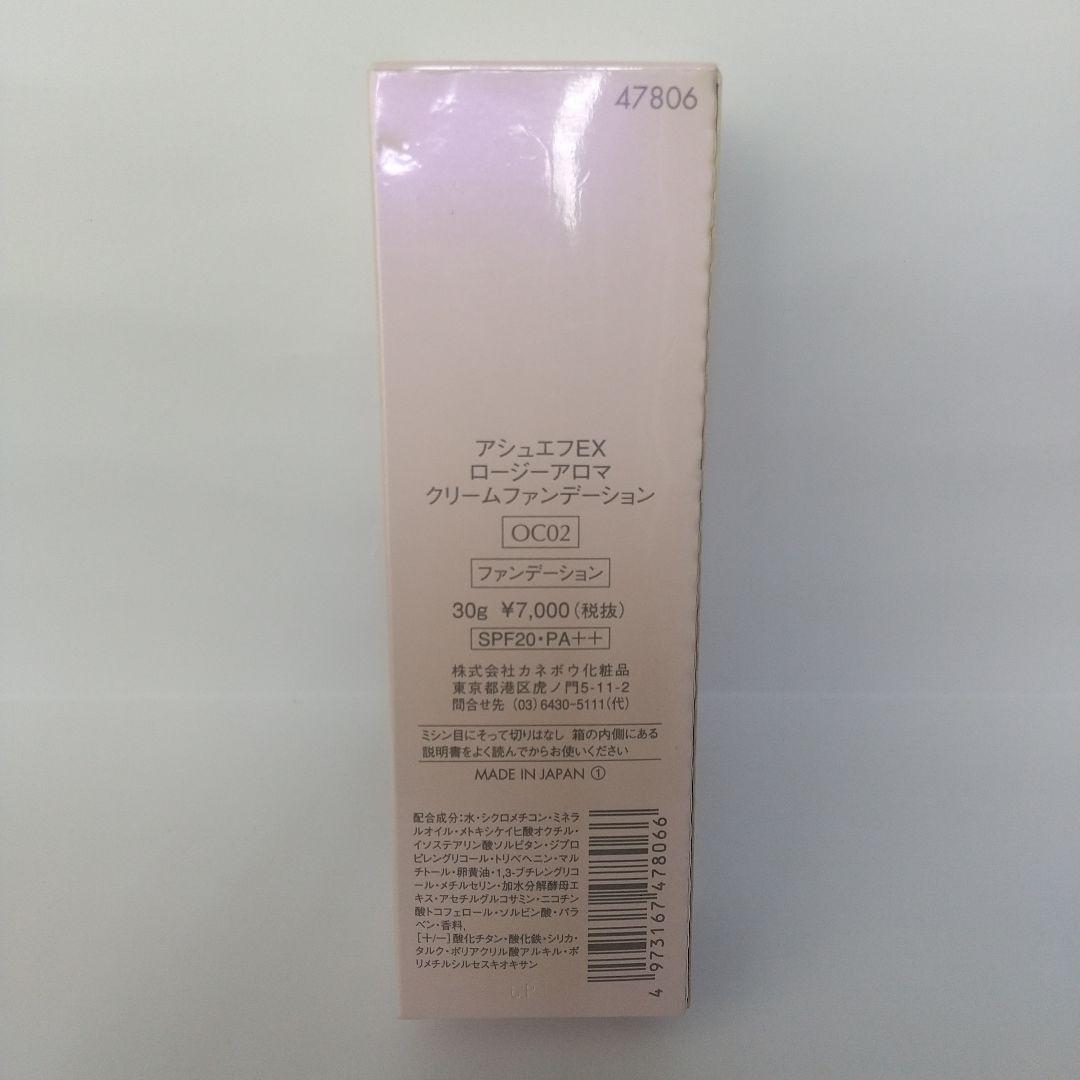 47806
アシュエフEX
ロージーアロマ
クリームファンデーション
OC02
ファンデーション
30g ¥7,000(税抜)
SPF20・PA++
株式会社カネボウ化粧品
東京都港区虎ノ門5-11-2
問合せ先 (03)6430-5111(代)
ミシン目にそって切りはなし 箱の内側にある
説明書をよく読んでからお使いください
MADE IN JAPAN ①
配合成分:水・シクロメチコン・ミネラ
ルオイル・メトキシケイヒ酸オクチル・
イソステアリン酸ソルビタン・ジプロ
ピレングリコール・トリベヘニン・マル
チトール・卵黄油・1,3-ブチレングリコ
ール・メチルセリン・加水分解酵母エ
キス・アセチルグルコサミン・ニコチン
酸トコフェロール・ソルビン酸・パラ
ベン・香料,
[+/-]酸化チタン・酸化鉄・シリカ・
タルク・ポリアクリル酸アルキル・ポ
リメチルシルセスキオキサン
4 973167 478066